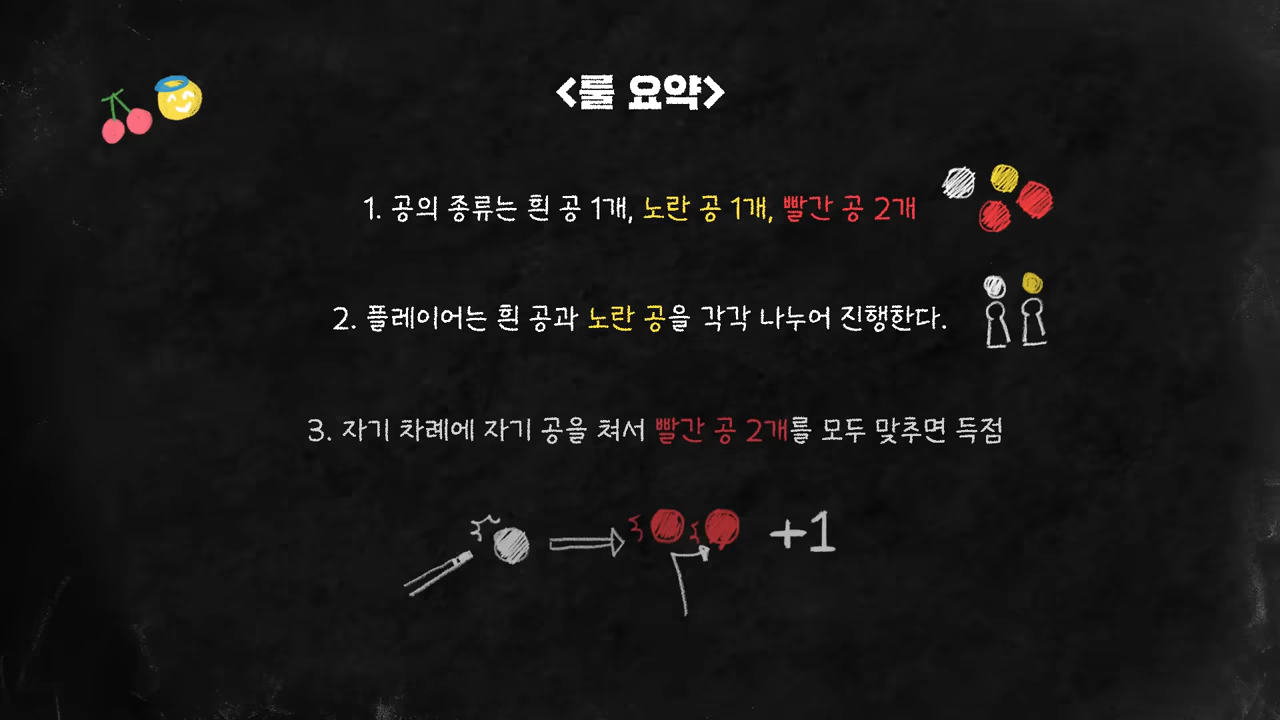 <룰 요약>
1. 공의 종류는 흰 공 1개, 노란 공 1개, 빨간 공 2개
2. 플레이어는 흰 공과 노란 공을 각각 나누어 진행한다.
3. 자기 차례에 자기 공을 쳐서 빨간 공 2개를 모두 맞추면 득점
+1